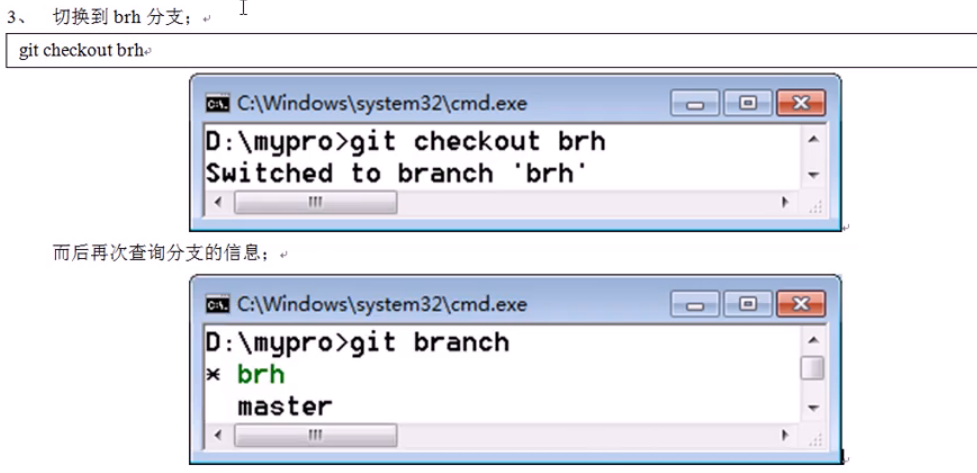 3、 切换到 brh 分支；
git checkout brh
C:\Windows\system32\cmd.exe
D:\mypro>git checkout brh
Switched to branch 'brh'
而后再次查询分支的信息；
C:\Windows\system32\cmd.exe
D:\mypro>git branch
* brh
master